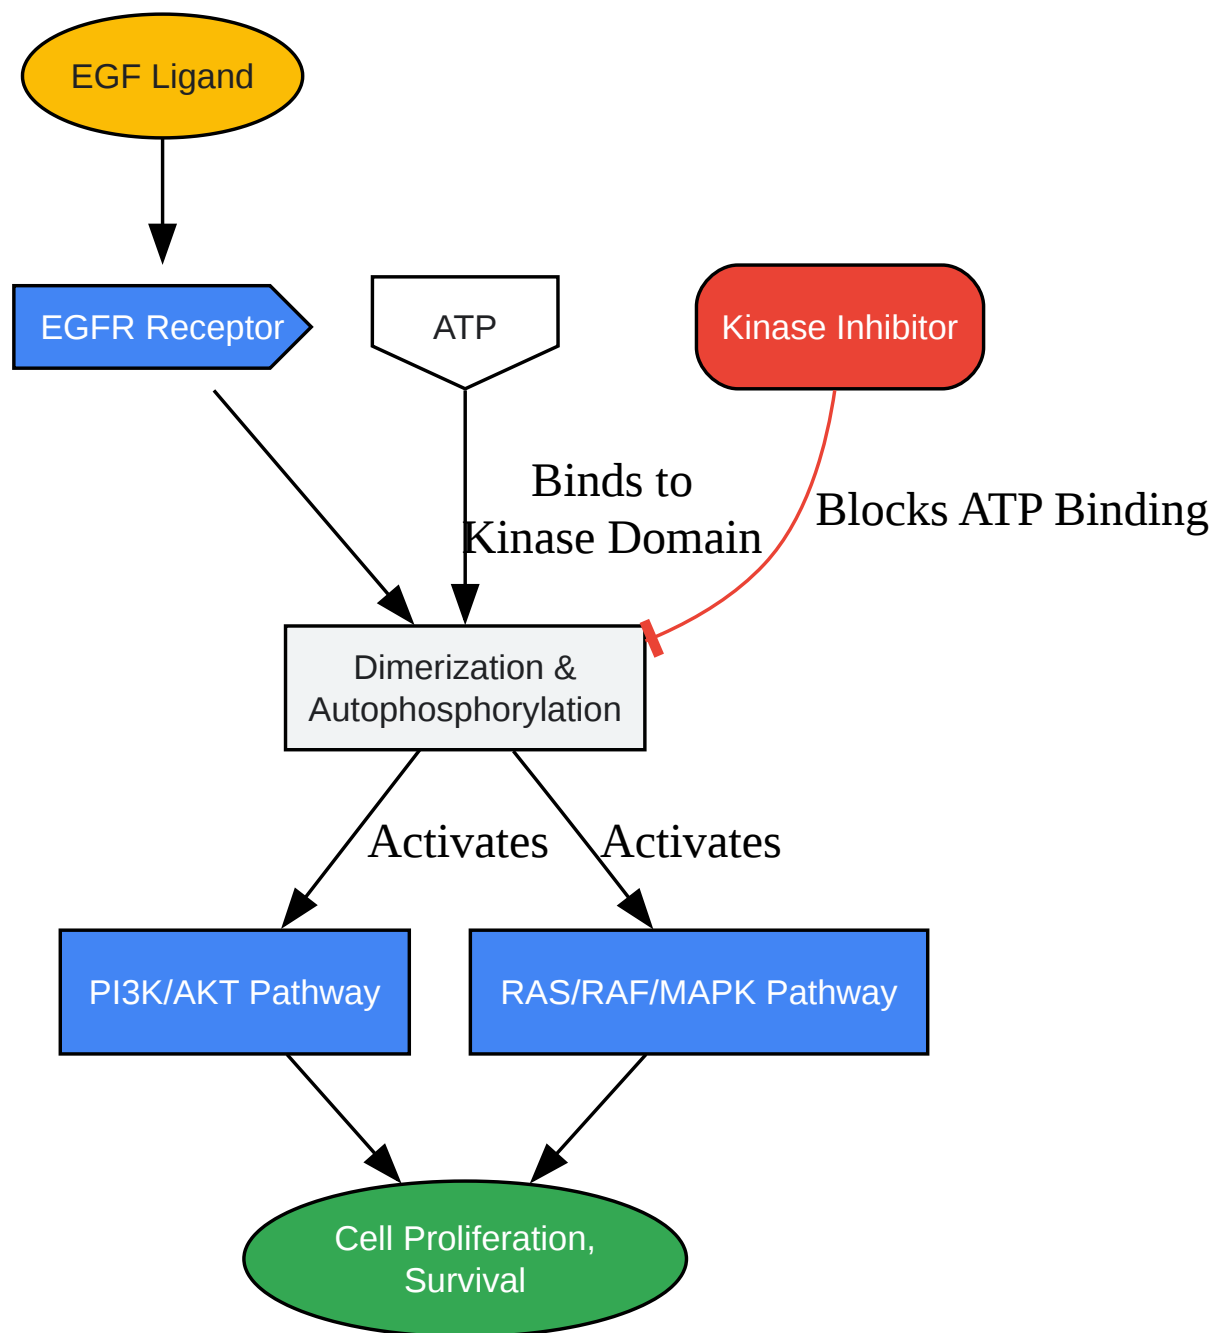 EGF Ligand
EGFR Receptor
ATP
Kinase Inhibitor
Binds to
Kinase Domain
Blocks ATP Binding
Dimerization &
Autophosphorylation
Activates
Activates
PI3K/AKT Pathway
RAS/RAF/MAPK Pathway
Cell Proliferation,
Survival